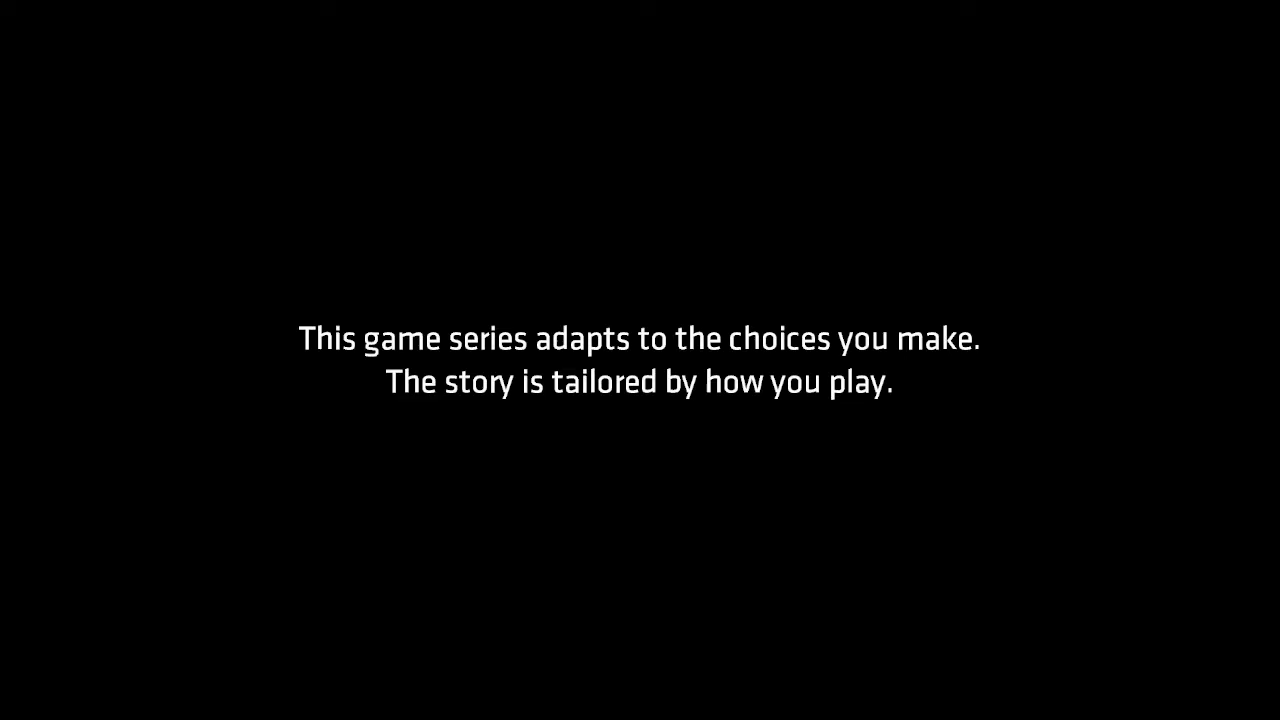 This game series adapts to the choices you make.
The story is tailored by how you play.